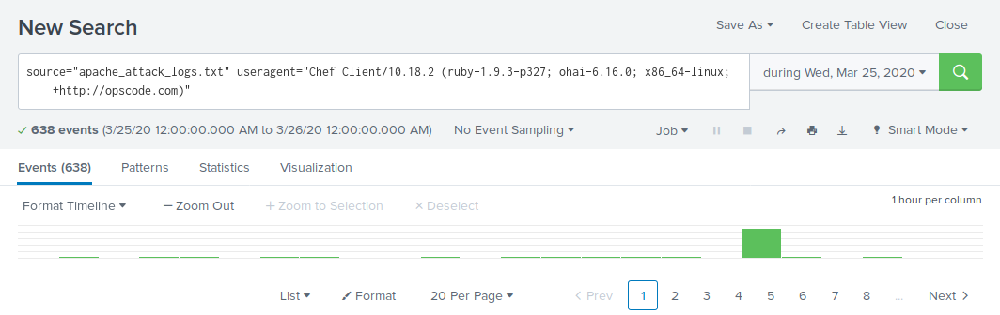 New Search
Save As
Create Table View
Close
source="apache_attack_logs.txt" useragent="Chef Client/10.18.2 (ruby-1.9.3-p327; ohai-6.16.0; x86_64-linux;
+http://opscode.com)"
during Wed, Mar 25, 2020
638 events (3/25/20 12:00:00.000 AM to 3/26/20 12:00:00.000 AM)
No Event Sampling
Job
Smart Mode
Events (638)
Patterns
Statistics
Visualization
Format Timeline
— Zoom Out
+ Zoom to Selection
× Deselect
1 hour per column
List
Format
20 Per Page
< Prev
1
2
3
4
5
6
7
8
...
Next >